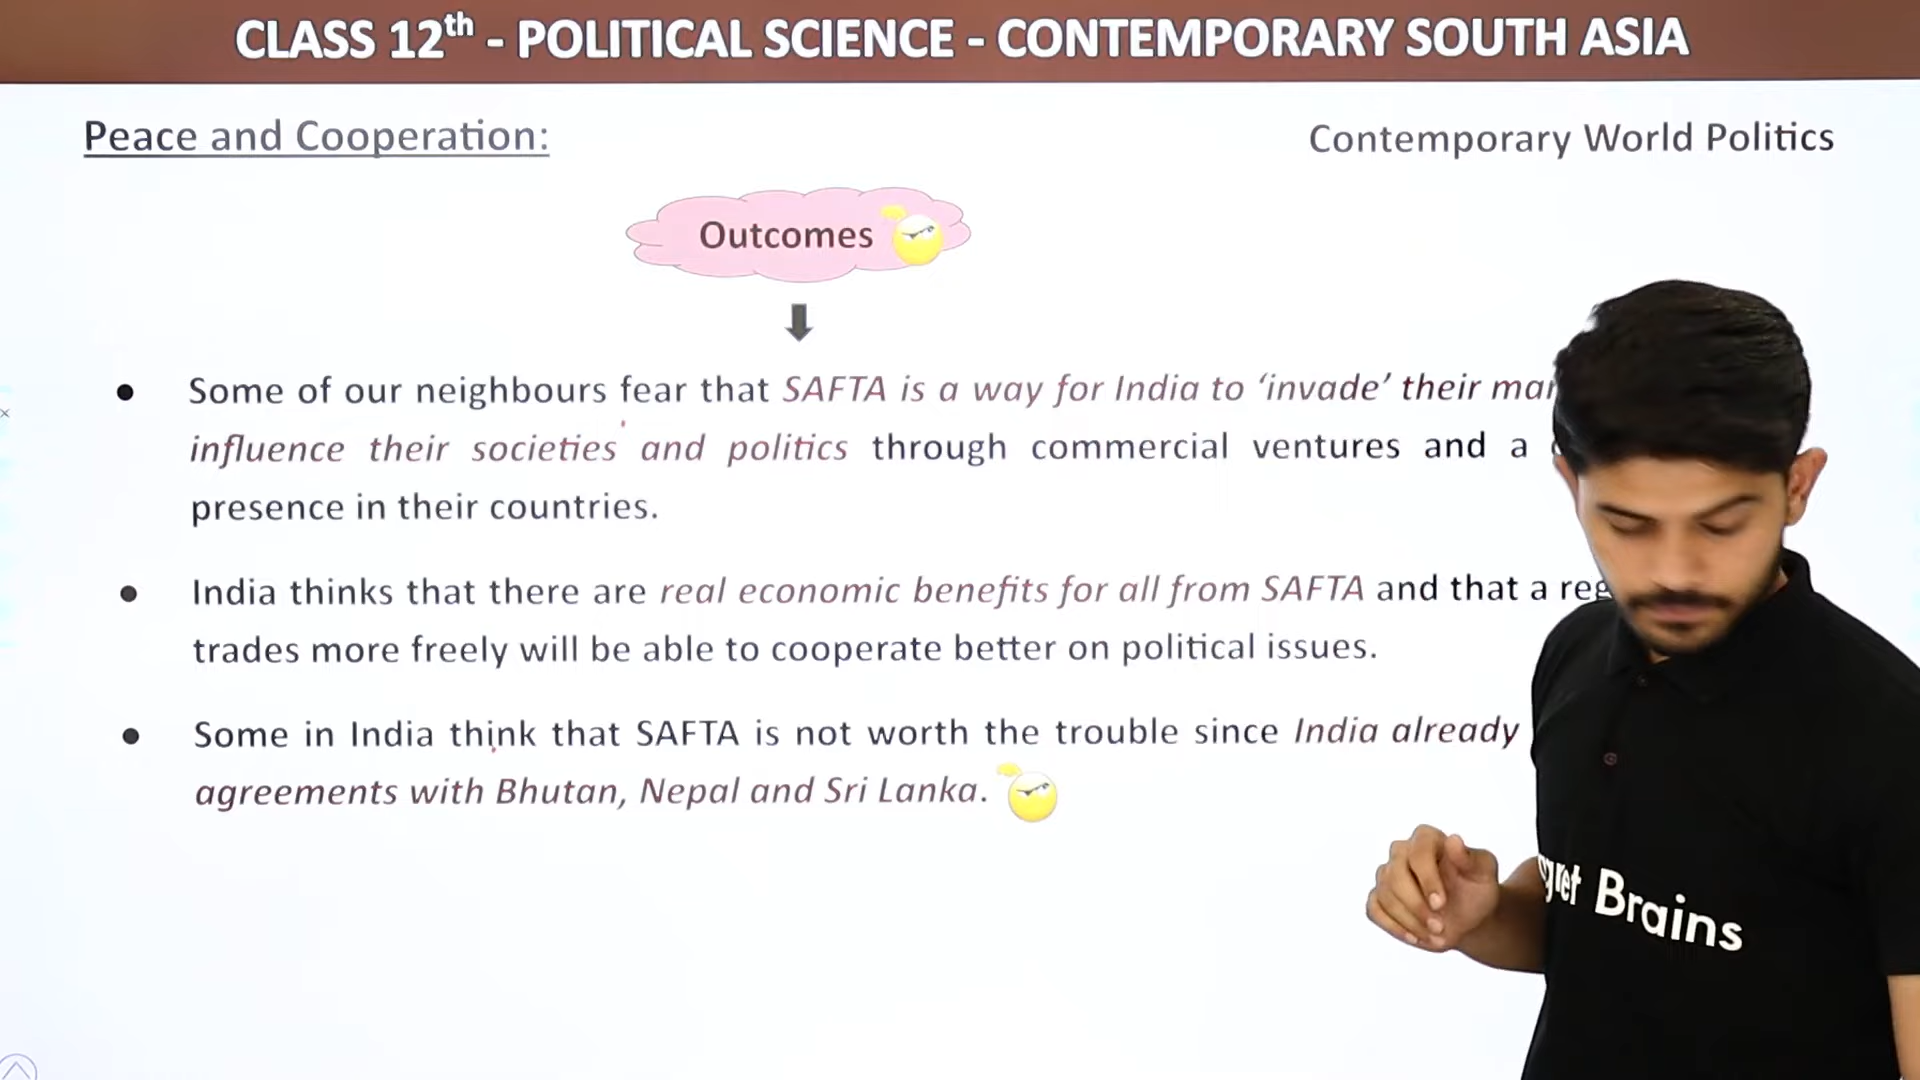 CLASS 12th - POLITICAL SCIENCE - CONTEMPORARY SOUTH ASIA
Peace and Cooperation:
Contemporary World Politics
Outcomes
Some of our neighbours fear that SAFTA is a way for India to ‘invade’ their
influence their societies and politics through commercial ventures and a
presence in their countries.
India thinks that there are real economic benefits for all from SAFTA and that a
trades more freely will be able to cooperate better on political issues.
Some in India think that SAFTA is not worth the trouble since India already
agreements with Bhutan, Nepal and Sri Lanka.
Brains